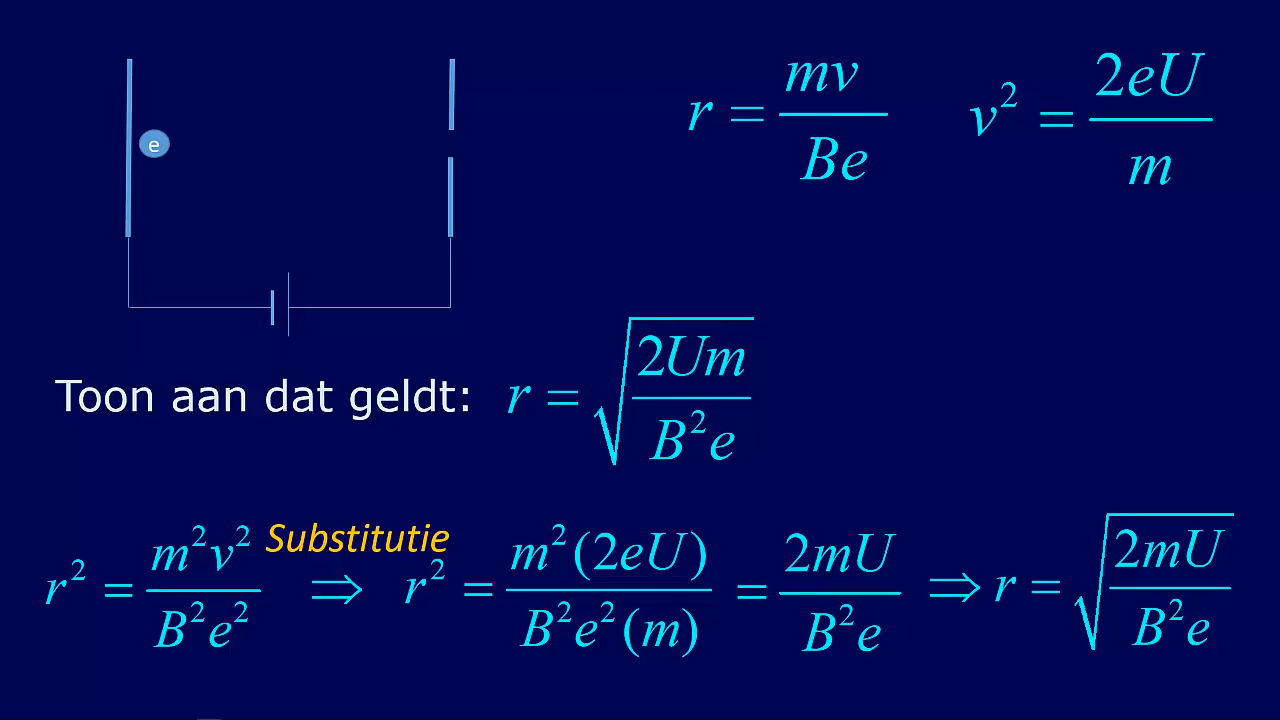 e
r = mv / Be
v² = 2eU / m
Toon aan dat geldt: r = √(2Um / B²e)
r² = m²v² / B²e² Substitutie ⇒ r² = m²(2eU) / B²e²(m) = 2mU / B²e ⇒ r = √(2mU / B²e)